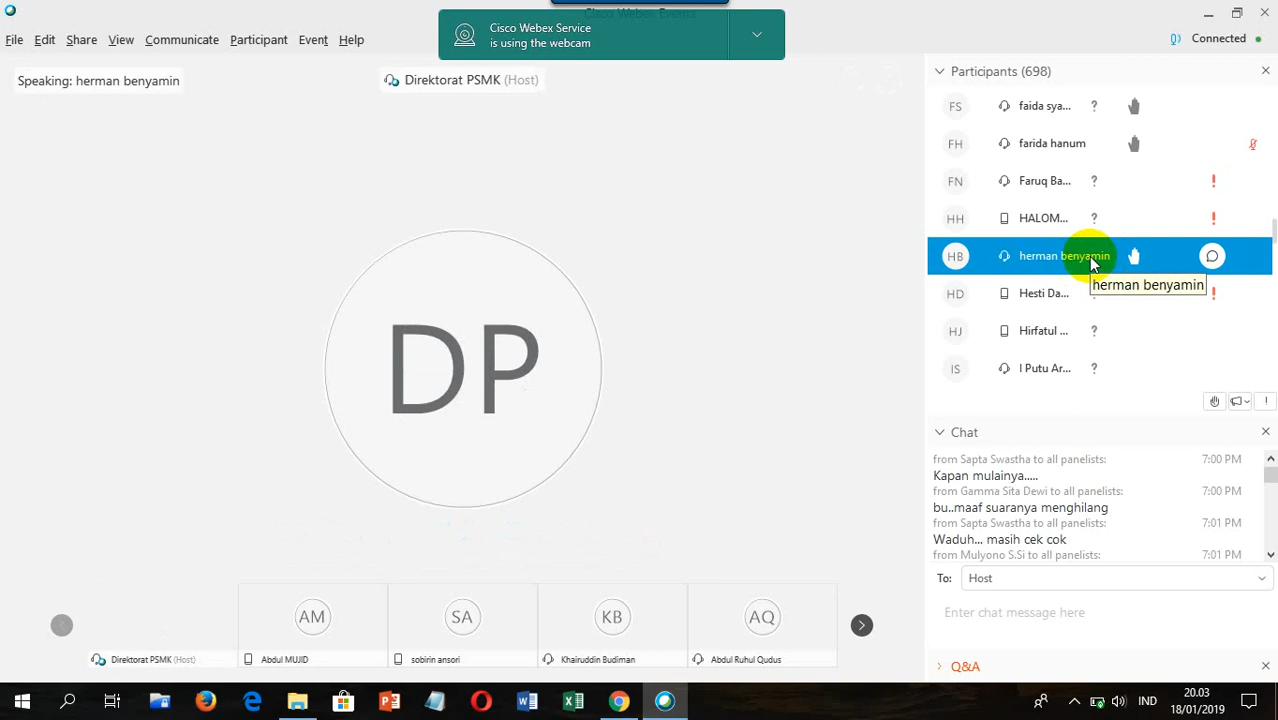 Cisco Webex Events
Cisco Webex Service
is using the webcam
File Edit Share View Communicate Participant Event Help
Connected
Speaking: herman benyamin
Direktorat PSMK (Host)
DP
AM
Abdul MUJID
SA
sobirin ansori
KB
Khairuddin Budiman
AQ
Abdul Ruhul Qudus
Direktorat PSMK (Host)
Participants (698)
FS faida sya... ?
FH farida hanum
FN Faruq Ba... ? !
HH HALOM... ? !
HB herman benyamin
herman benyamin
HD Hesti Da... !
HJ Hirfatul ... ?
IS I Putu Ar... ?
!
Chat
from Sapta Swastha to all panelists: 7:00 PM
Kapan mulainya.....
from Gamma Sita Dewi to all panelists: 7:00 PM
bu..maaf suaranya menghilang
from Sapta Swastha to all panelists: 7:01 PM
Waduh... masih cek cok
from Mulyono S.Si to all panelists: 7:01 PM
To: Host
Enter chat message here
Q&A
IND
20.03
18/01/2019